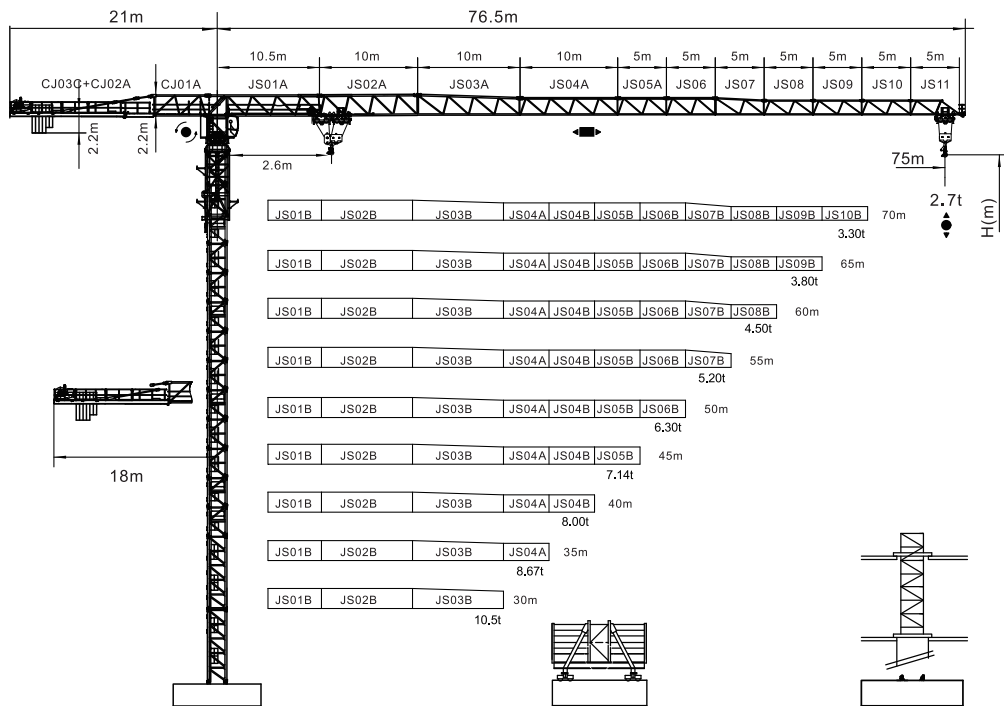 21m 76.5m
10.5m 10m 10m 10m 5m 5m 5m 5m 5m 5m 5m
CJ03C+CJ02A CJ01A JS01A JS02A JS03A JS04A JS05A JS06 JS07 JS08 JS09 JS10 JS11
2.2m 2.2m
2.6m 75m
2.7t
H(m)
JS01B JS02B JS03B JS04A JS04B JS05B JS06B JS07B JS08B JS09B JS10B 70m
3.30t
JS01B JS02B JS03B JS04A JS04B JS05B JS06B JS07B JS08B JS09B 65m
3.80t
JS01B JS02B JS03B JS04A JS04B JS05B JS06B JS07B JS08B 60m
4.50t
JS01B JS02B JS03B JS04A JS04B JS05B JS06B JS07B 55m
5.20t
JS01B JS02B JS03B JS04A JS04B JS05B JS06B 50m
6.30t
JS01B JS02B JS03B JS04A JS04B JS05B 45m
7.14t
18m
JS01B JS02B JS03B JS04A JS04B 40m
8.00t
JS01B JS02B JS03B JS04A 35m
8.67t
JS01B JS02B JS03B 30m
10.5t